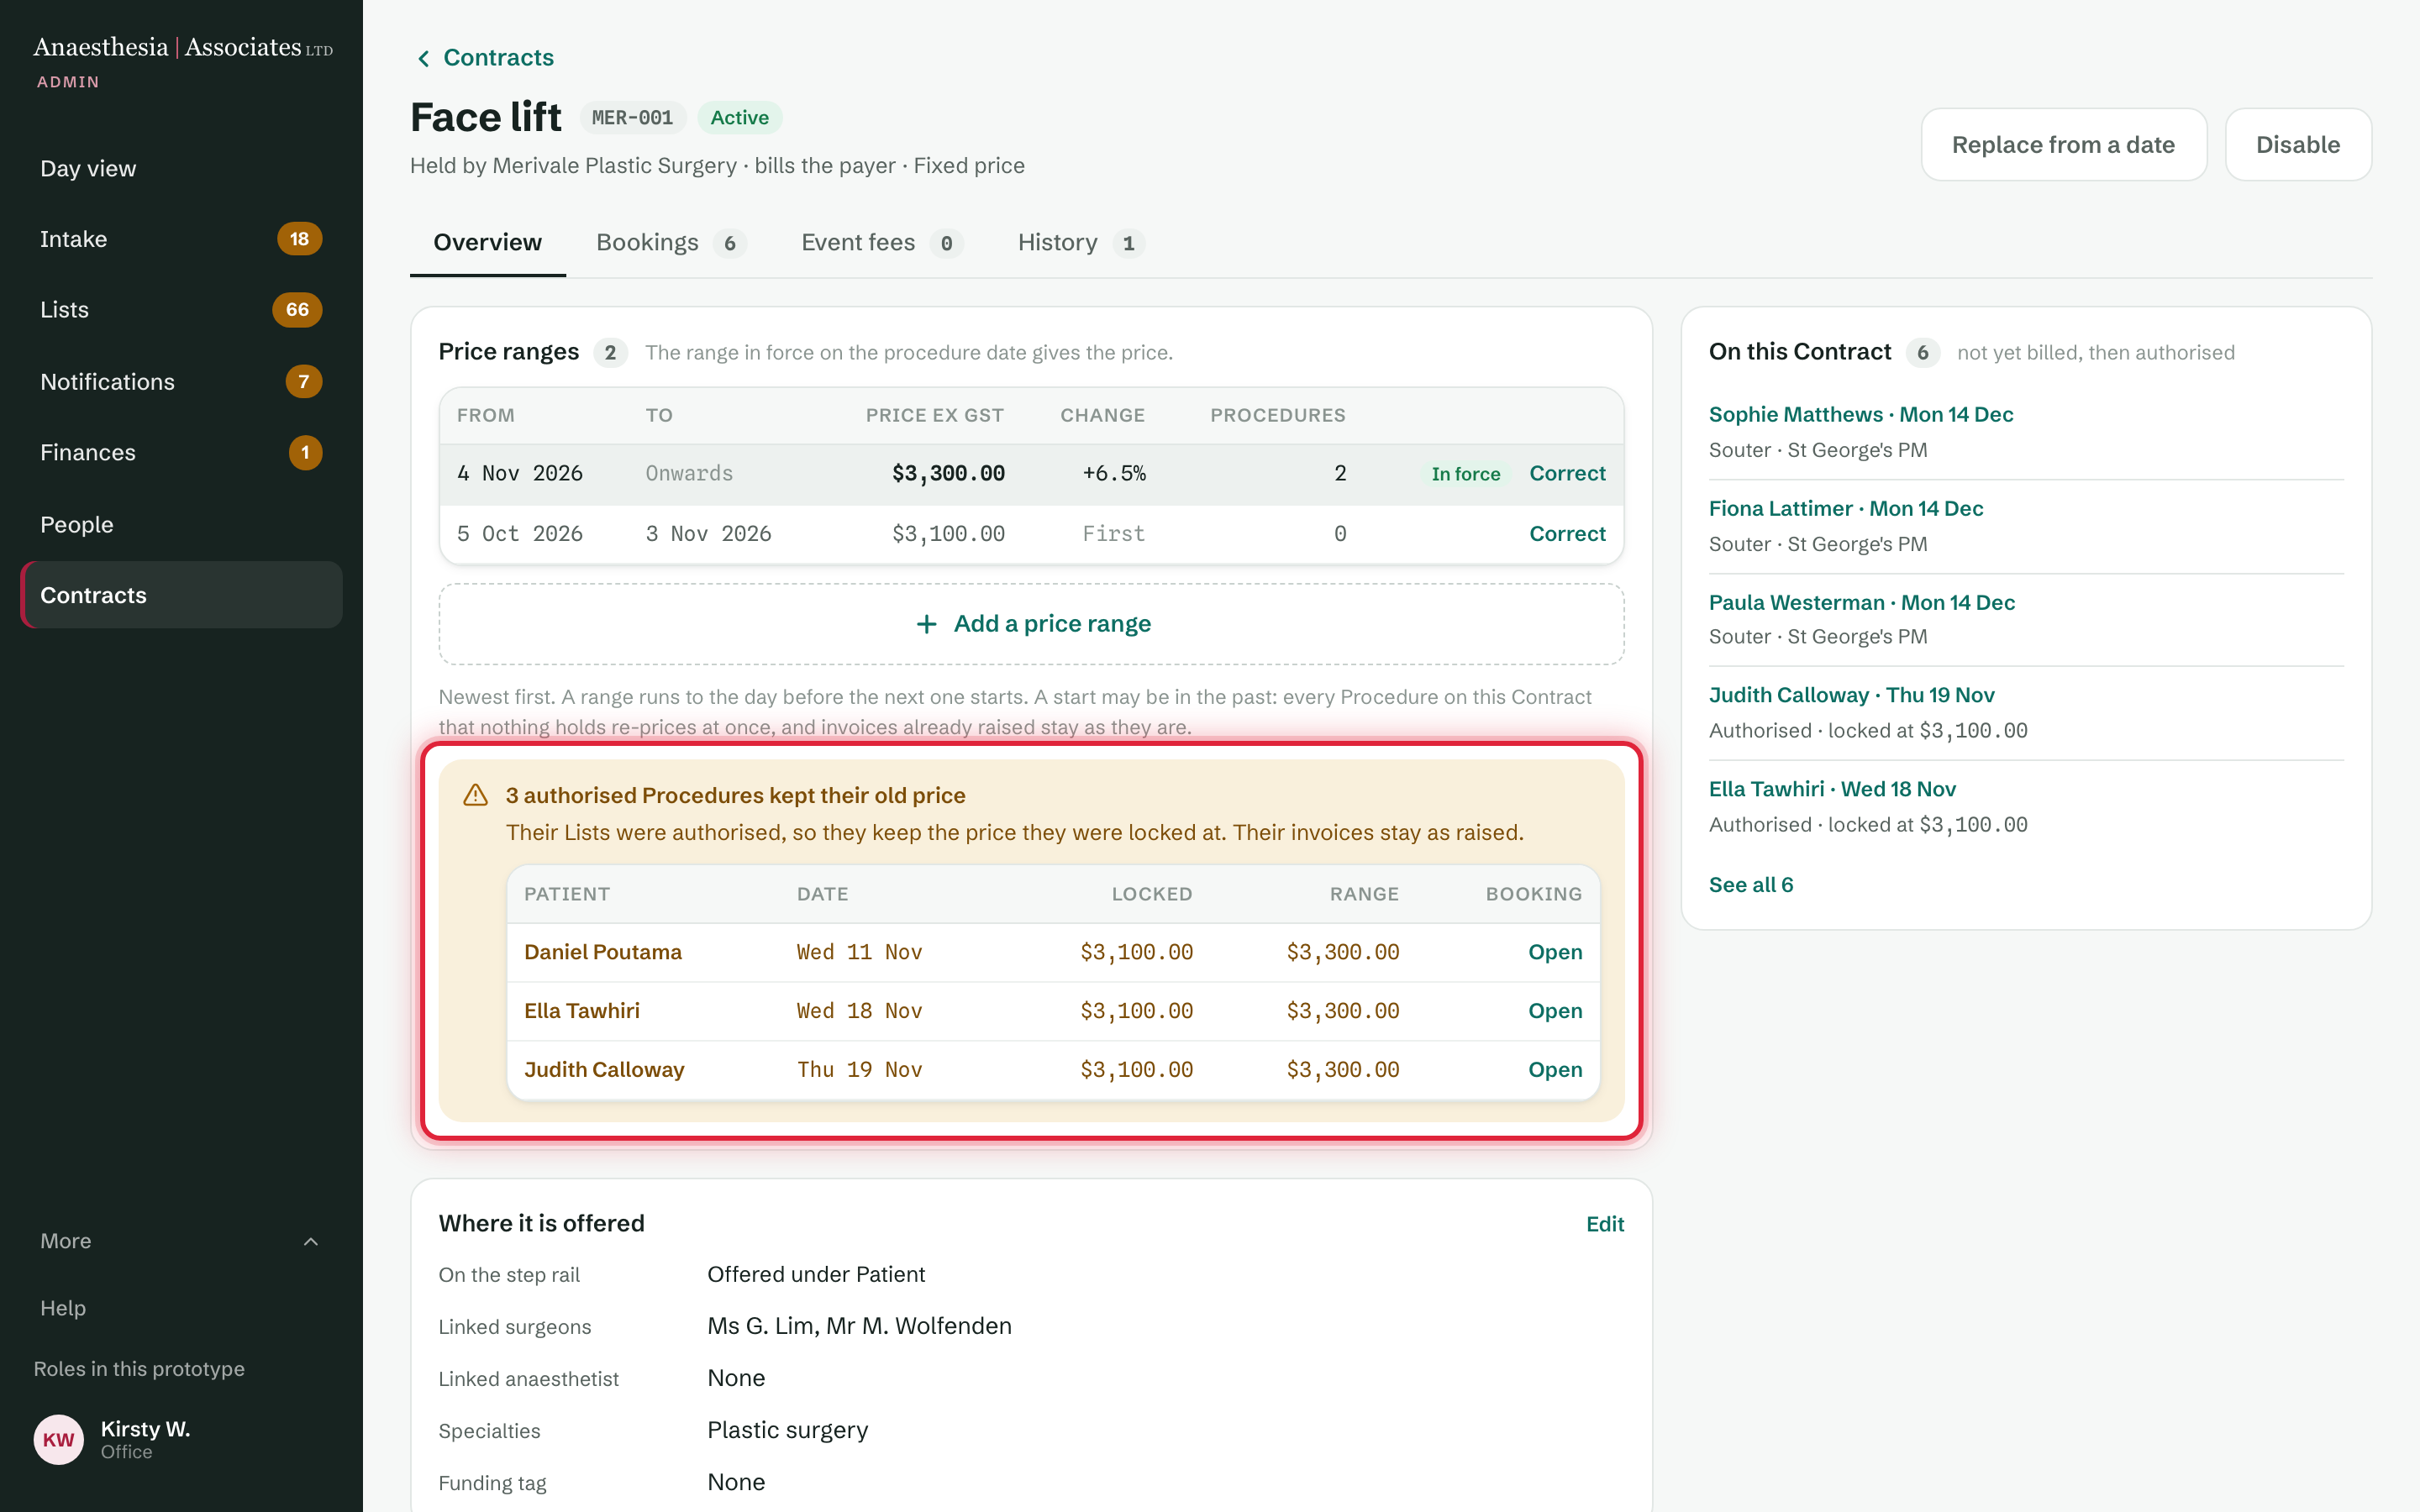 Anaesthesia | Associates LTD
ADMIN
Day view
Intake 18
Lists 66
Notifications 7
Finances 1
People
Contracts
More
Help
Roles in this prototype
KW
Kirsty W.
Office
Contracts
Face lift MER-001 Active
Held by Merivale Plastic Surgery · bills the payer · Fixed price
Replace from a date
Disable
Overview Bookings 6 Event fees 0 History 1
Price ranges 2 The range in force on the procedure date gives the price.
FROM TO PRICE EX GST CHANGE PROCEDURES
4 Nov 2026 Onwards $3,300.00 +6.5% 2 In force Correct
5 Oct 2026 3 Nov 2026 $3,100.00 First 0 Correct
+ Add a price range
Newest first. A range runs to the day before the next one starts. A start may be in the past: every Procedure on this Contract
that nothing holds re-prices at once, and invoices already raised stay as they are.
3 authorised Procedures kept their old price
Their Lists were authorised, so they keep the price they were locked at. Their invoices stay as raised.
PATIENT DATE LOCKED RANGE BOOKING
Daniel Poutama Wed 11 Nov $3,100.00 $3,300.00 Open
Ella Tawhiri Wed 18 Nov $3,100.00 $3,300.00 Open
Judith Calloway Thu 19 Nov $3,100.00 $3,300.00 Open
Where it is offered Edit
On the step rail Offered under Patient
Linked surgeons Ms G. Lim, Mr M. Wolfenden
Linked anaesthetist None
Specialties Plastic surgery
Funding tag None
On this Contract 6 not yet billed, then authorised
Sophie Matthews · Mon 14 Dec
Souter · St George's PM
Fiona Lattimer · Mon 14 Dec
Souter · St George's PM
Paula Westerman · Mon 14 Dec
Souter · St George's PM
Judith Calloway · Thu 19 Nov
Authorised · locked at $3,100.00
Ella Tawhiri · Wed 18 Nov
Authorised · locked at $3,100.00
See all 6